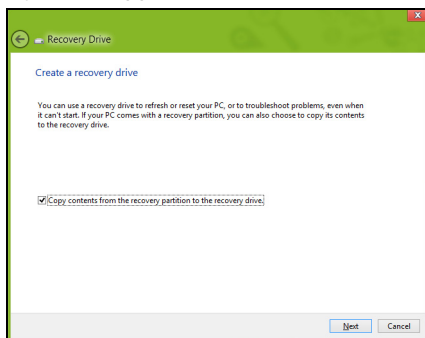 x
Recovery Drive
Create a recovery drive
You can use a recovery drive to refresh or reset your PC, or to troubleshoot problems, even when
it can't start. If your PC comes with a recovery partition, you can also choose to copy its contents
to the recovery drive.
Copy contents from the recovery partition to the recovery drive.
Next Cancel